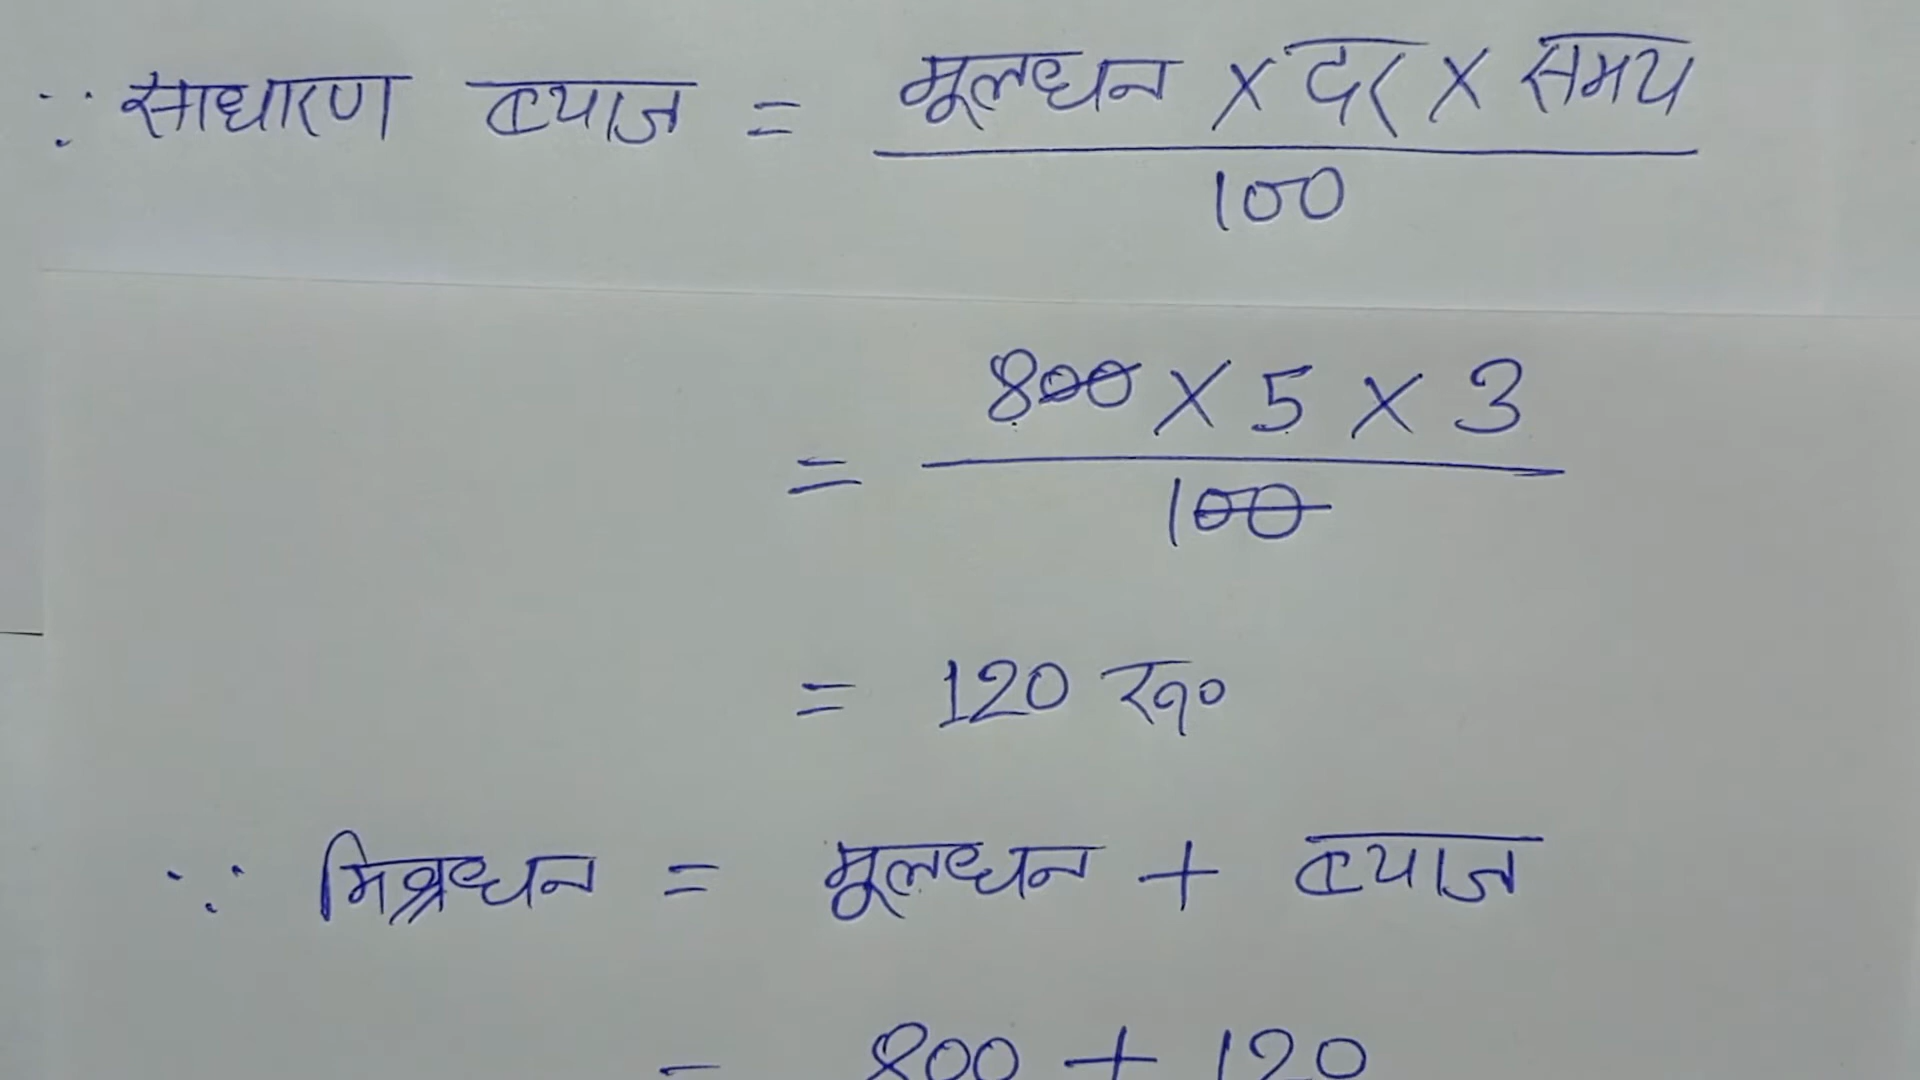 ∵ साधारण ब्याज = मूलधन × दर × समय
100
= 800 × 5 × 3
100
= 120 रू०
∵ मिश्रधन = मूलधन + ब्याज
= 800 + 120